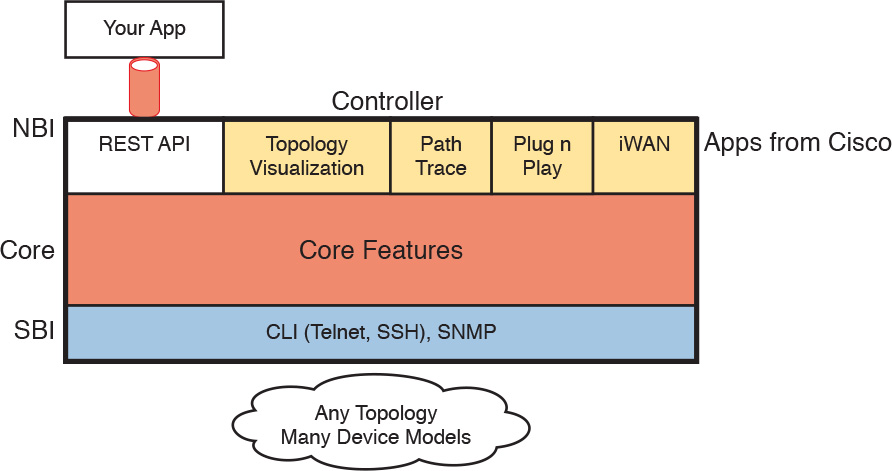 Your App
Controller
NBI
REST API
Topology
Visualization
Path
Trace
Plug n
Play
iWAN
Apps from Cisco
Core
Core Features
SBI
CLI (Telnet, SSH), SNMP
Any Topology
Many Device Models